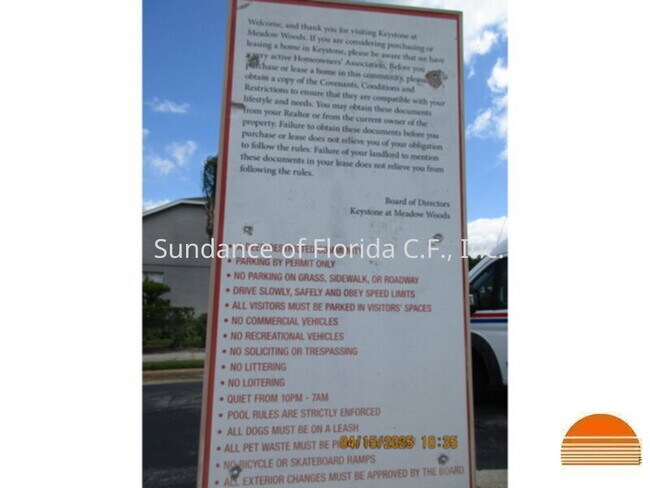 Welcome, and thank you for visiting Keystone at
Meadow Woods. If you are considering purchasing or
leasing a home in Keystone, please be aware that we have
a very active Homeowners' Association. Before you
purchase or lease a home in this community, please
obtain a copy of the Covenants, Conditions and
Restrictions to ensure that they are compatible with your
lifestyle and needs. You may obtain these documents
from your Realtor or from the current owner of the
property. Failure to obtain these documents before you
purchase or lease does not relieve you of your obligation
to follow the rules. Failure of your landlord to mention
these documents in your lease does not relieve you from
following the rules.
Board of Directors
Keystone at Meadow Woods
Sundance of Florida C.F., Inc.
• PARKING BY PERMIT ONLY
• NO PARKING ON GRASS, SIDEWALK, OR ROADWAY
• DRIVE SLOWLY, SAFELY AND OBEY SPEED LIMITS
• ALL VISITORS MUST BE PARKED IN VISITORS' SPACES
• NO COMMERCIAL VEHICLES
• NO RECREATIONAL VEHICLES
• NO SOLICITING OR TRESPASSING
• NO LITTERING
• NO LOITERING
• QUIET FROM 10PM - 7AM
• POOL RULES ARE STRICTLY ENFORCED
• ALL DOGS MUST BE ON A LEASH
• ALL PET WASTE MUST BE
04/15/2025 10:35
• NO BICYCLE OR SKATEBOARD RAMPS
• ALL EXTERIOR CHANGES MUST BE APPROVED BY THE BOARD